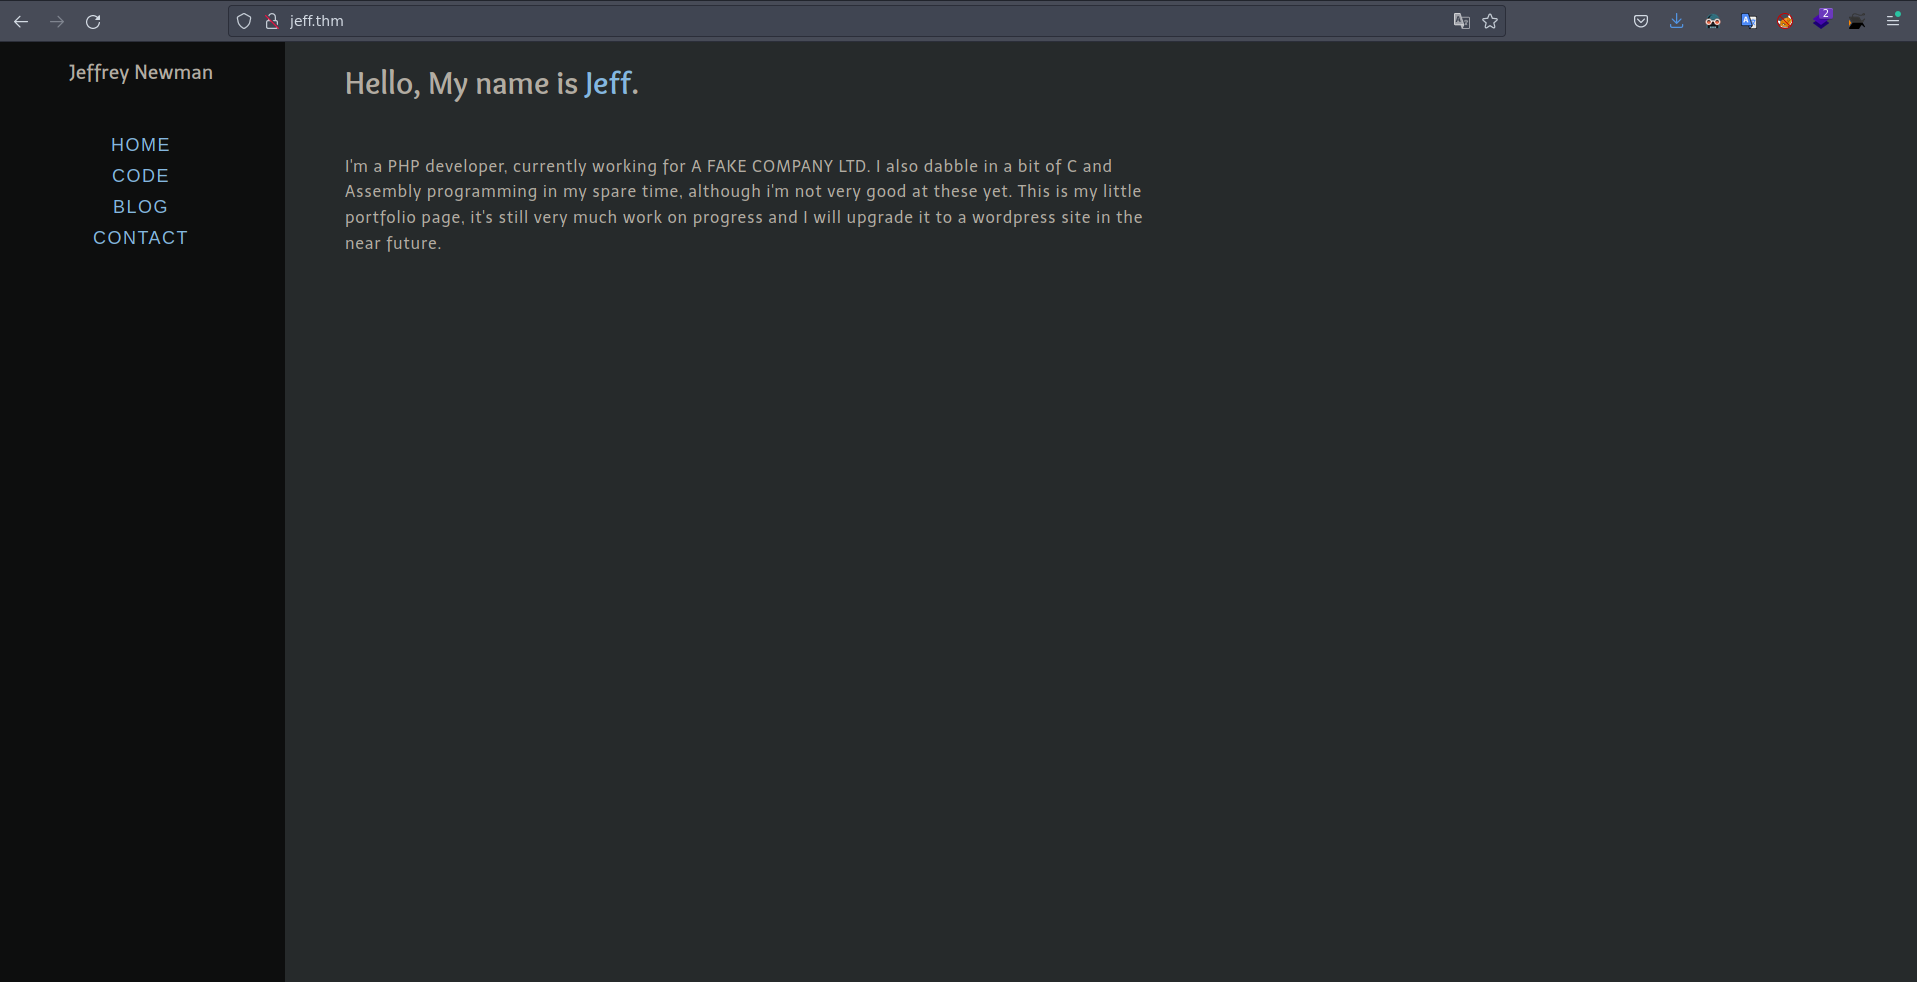 jeff.thm
2
Jeffrey Newman
HOME
CODE
BLOG
CONTACT
Hello, My name is Jeff.
I'm a PHP developer, currently working for A FAKE COMPANY LTD. I also dabble in a bit of C and
Assembly programming in my spare time, although i'm not very good at these yet. This is my little
portfolio page, it's still very much work on progress and I will upgrade it to a wordpress site in the
near future.